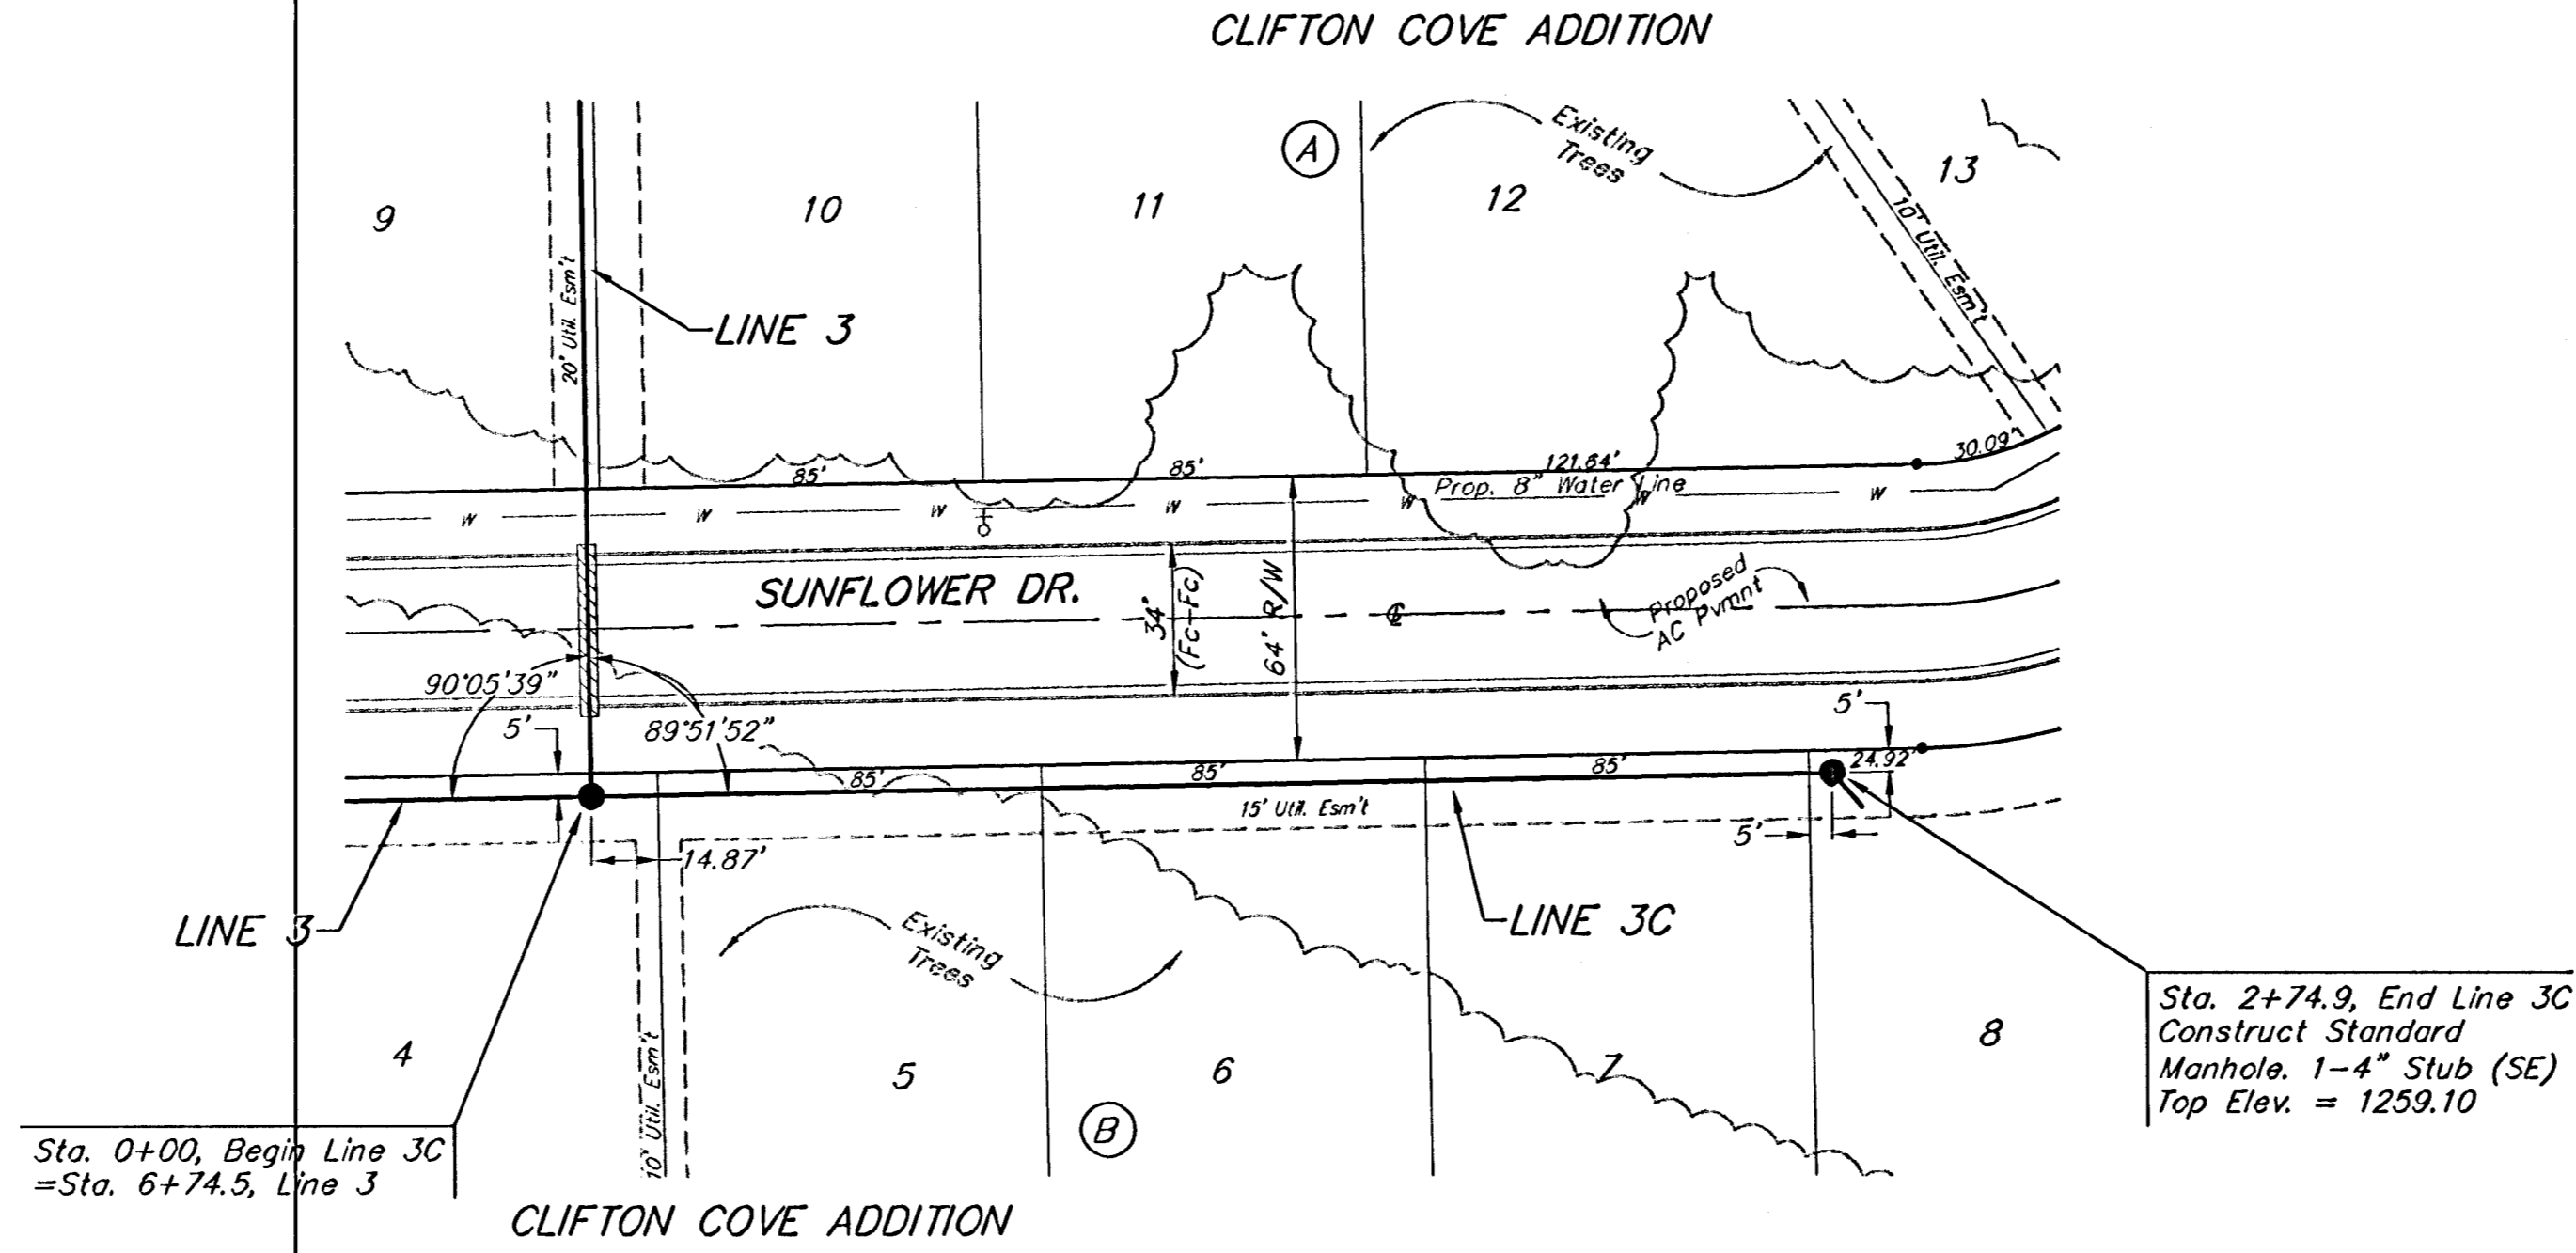 CLIFTON COVE ADDITION
9
10
11
A
12
13
Existing
Trees
10' Util. Esm't
20' Util. Esm't
LINE 3
85'
85'
121.64'
30.09'
Prop. 8" Water Line
W
W
W
W
W
W
W
SUNFLOWER DR.
34'
(Fc-Fc)
64' R/W
℄
Proposed
AC Pvmnt
90°05'39"
89°51'52"
5'
5'
85'
85'
85'
24.92'
15' Util. Esm't
5'
14.87'
LINE 3
LINE 3C
Existing
Trees
4
10' Util. Esm't
5
6
7
8
B
Sta. 2+74.9, End Line 3C
Construct Standard
Manhole. 1-4" Stub (SE)
Top Elev. = 1259.10
Sta. 0+00, Begin Line 3C
=Sta. 6+74.5, Line 3
CLIFTON COVE ADDITION